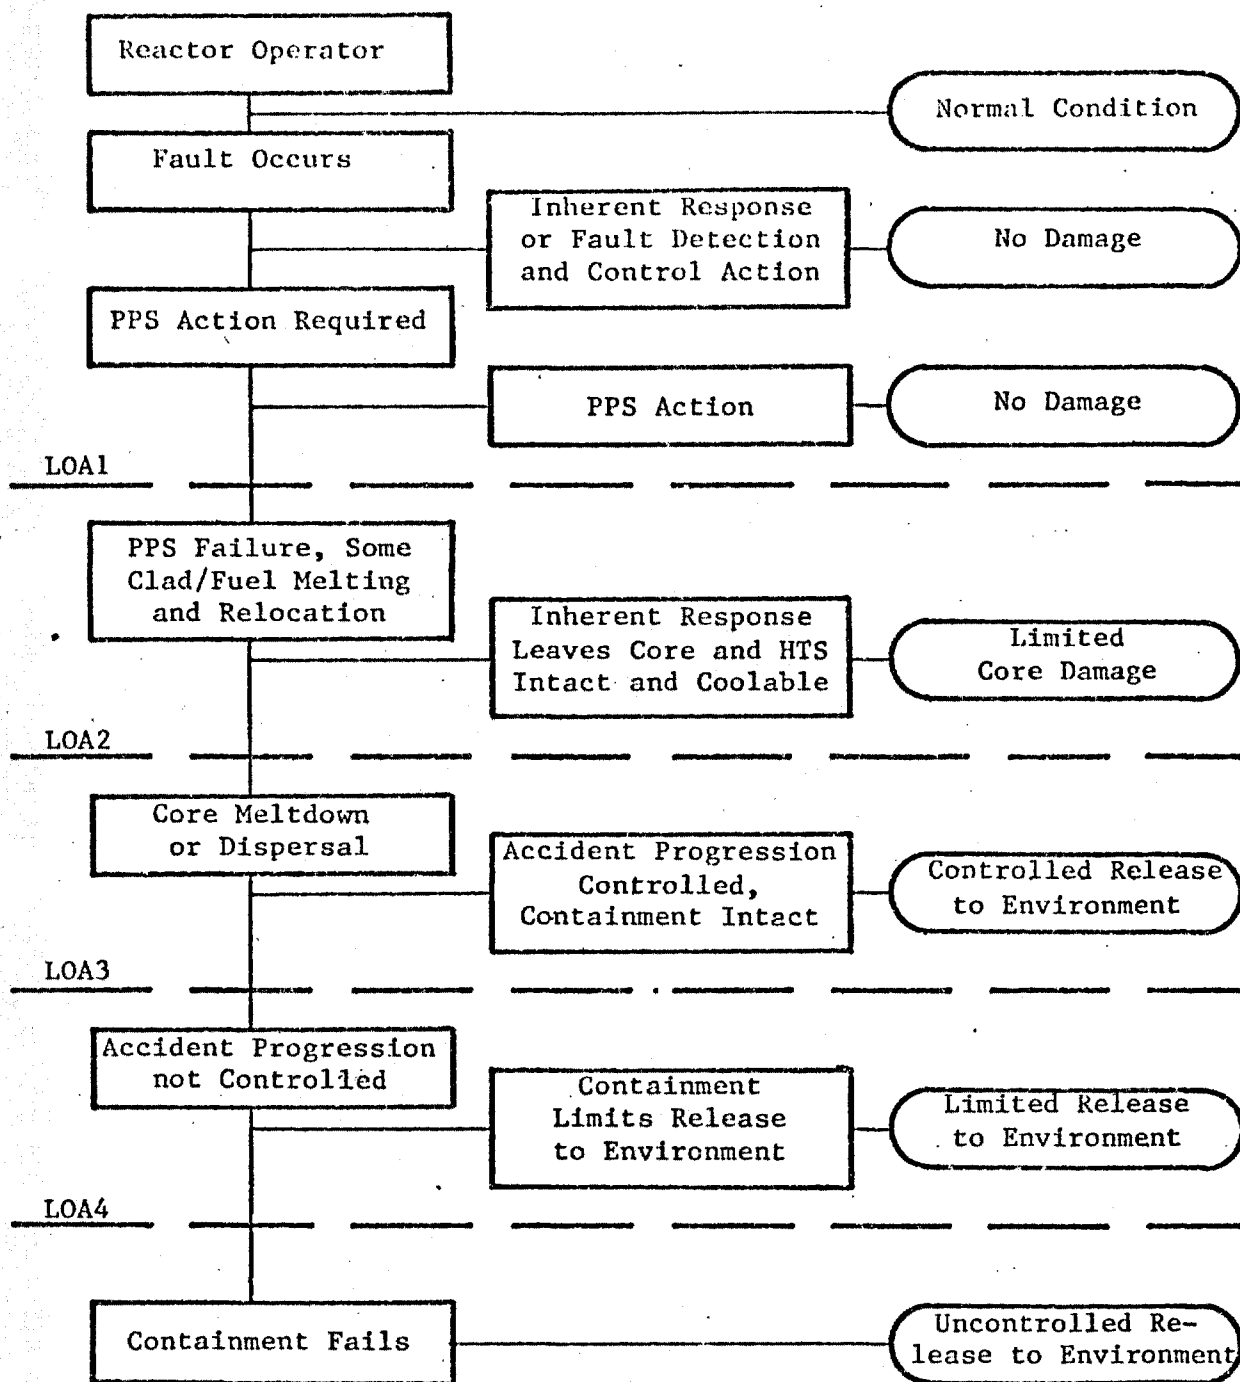 Reactor Operator
Normal Condition
Fault Occurs
Inherent Response
or Fault Detection
and Control Action
No Damage
PPS Action Required
PPS Action
No Damage
LOA1
PPS Failure, Some
Clad/Fuel Melting
and Relocation
Inherent Response
Leaves Core and HTS
Intact and Coolable
Limited
Core Damage
LOA2
Core Meltdown
or Dispersal
Accident Progression
Controlled,
Containment Intact
Controlled Release
to Environment
LOA3
Accident Progression
not Controlled
Containment
Limits Release
to Environment
Limited Release
to Environment
LOA4
Containment Fails
Uncontrolled Re-
lease to Environment